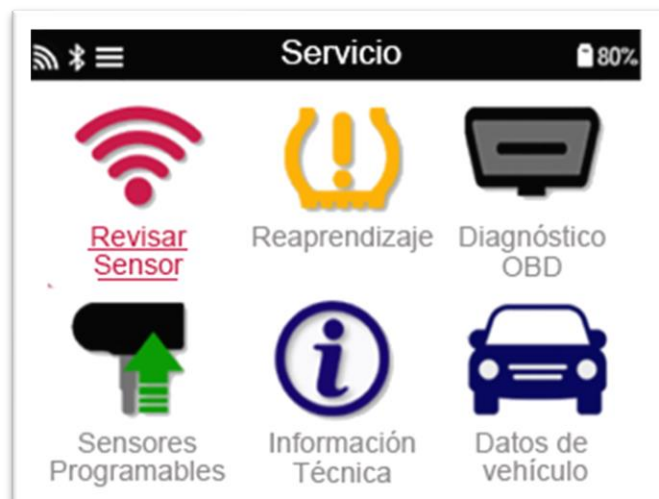 Servicio
80%
Revisar
Sensor
Reaprendizaje
Diagnóstico
OBD
Sensores
Programables
Información
Técnica
Datos de
vehículo